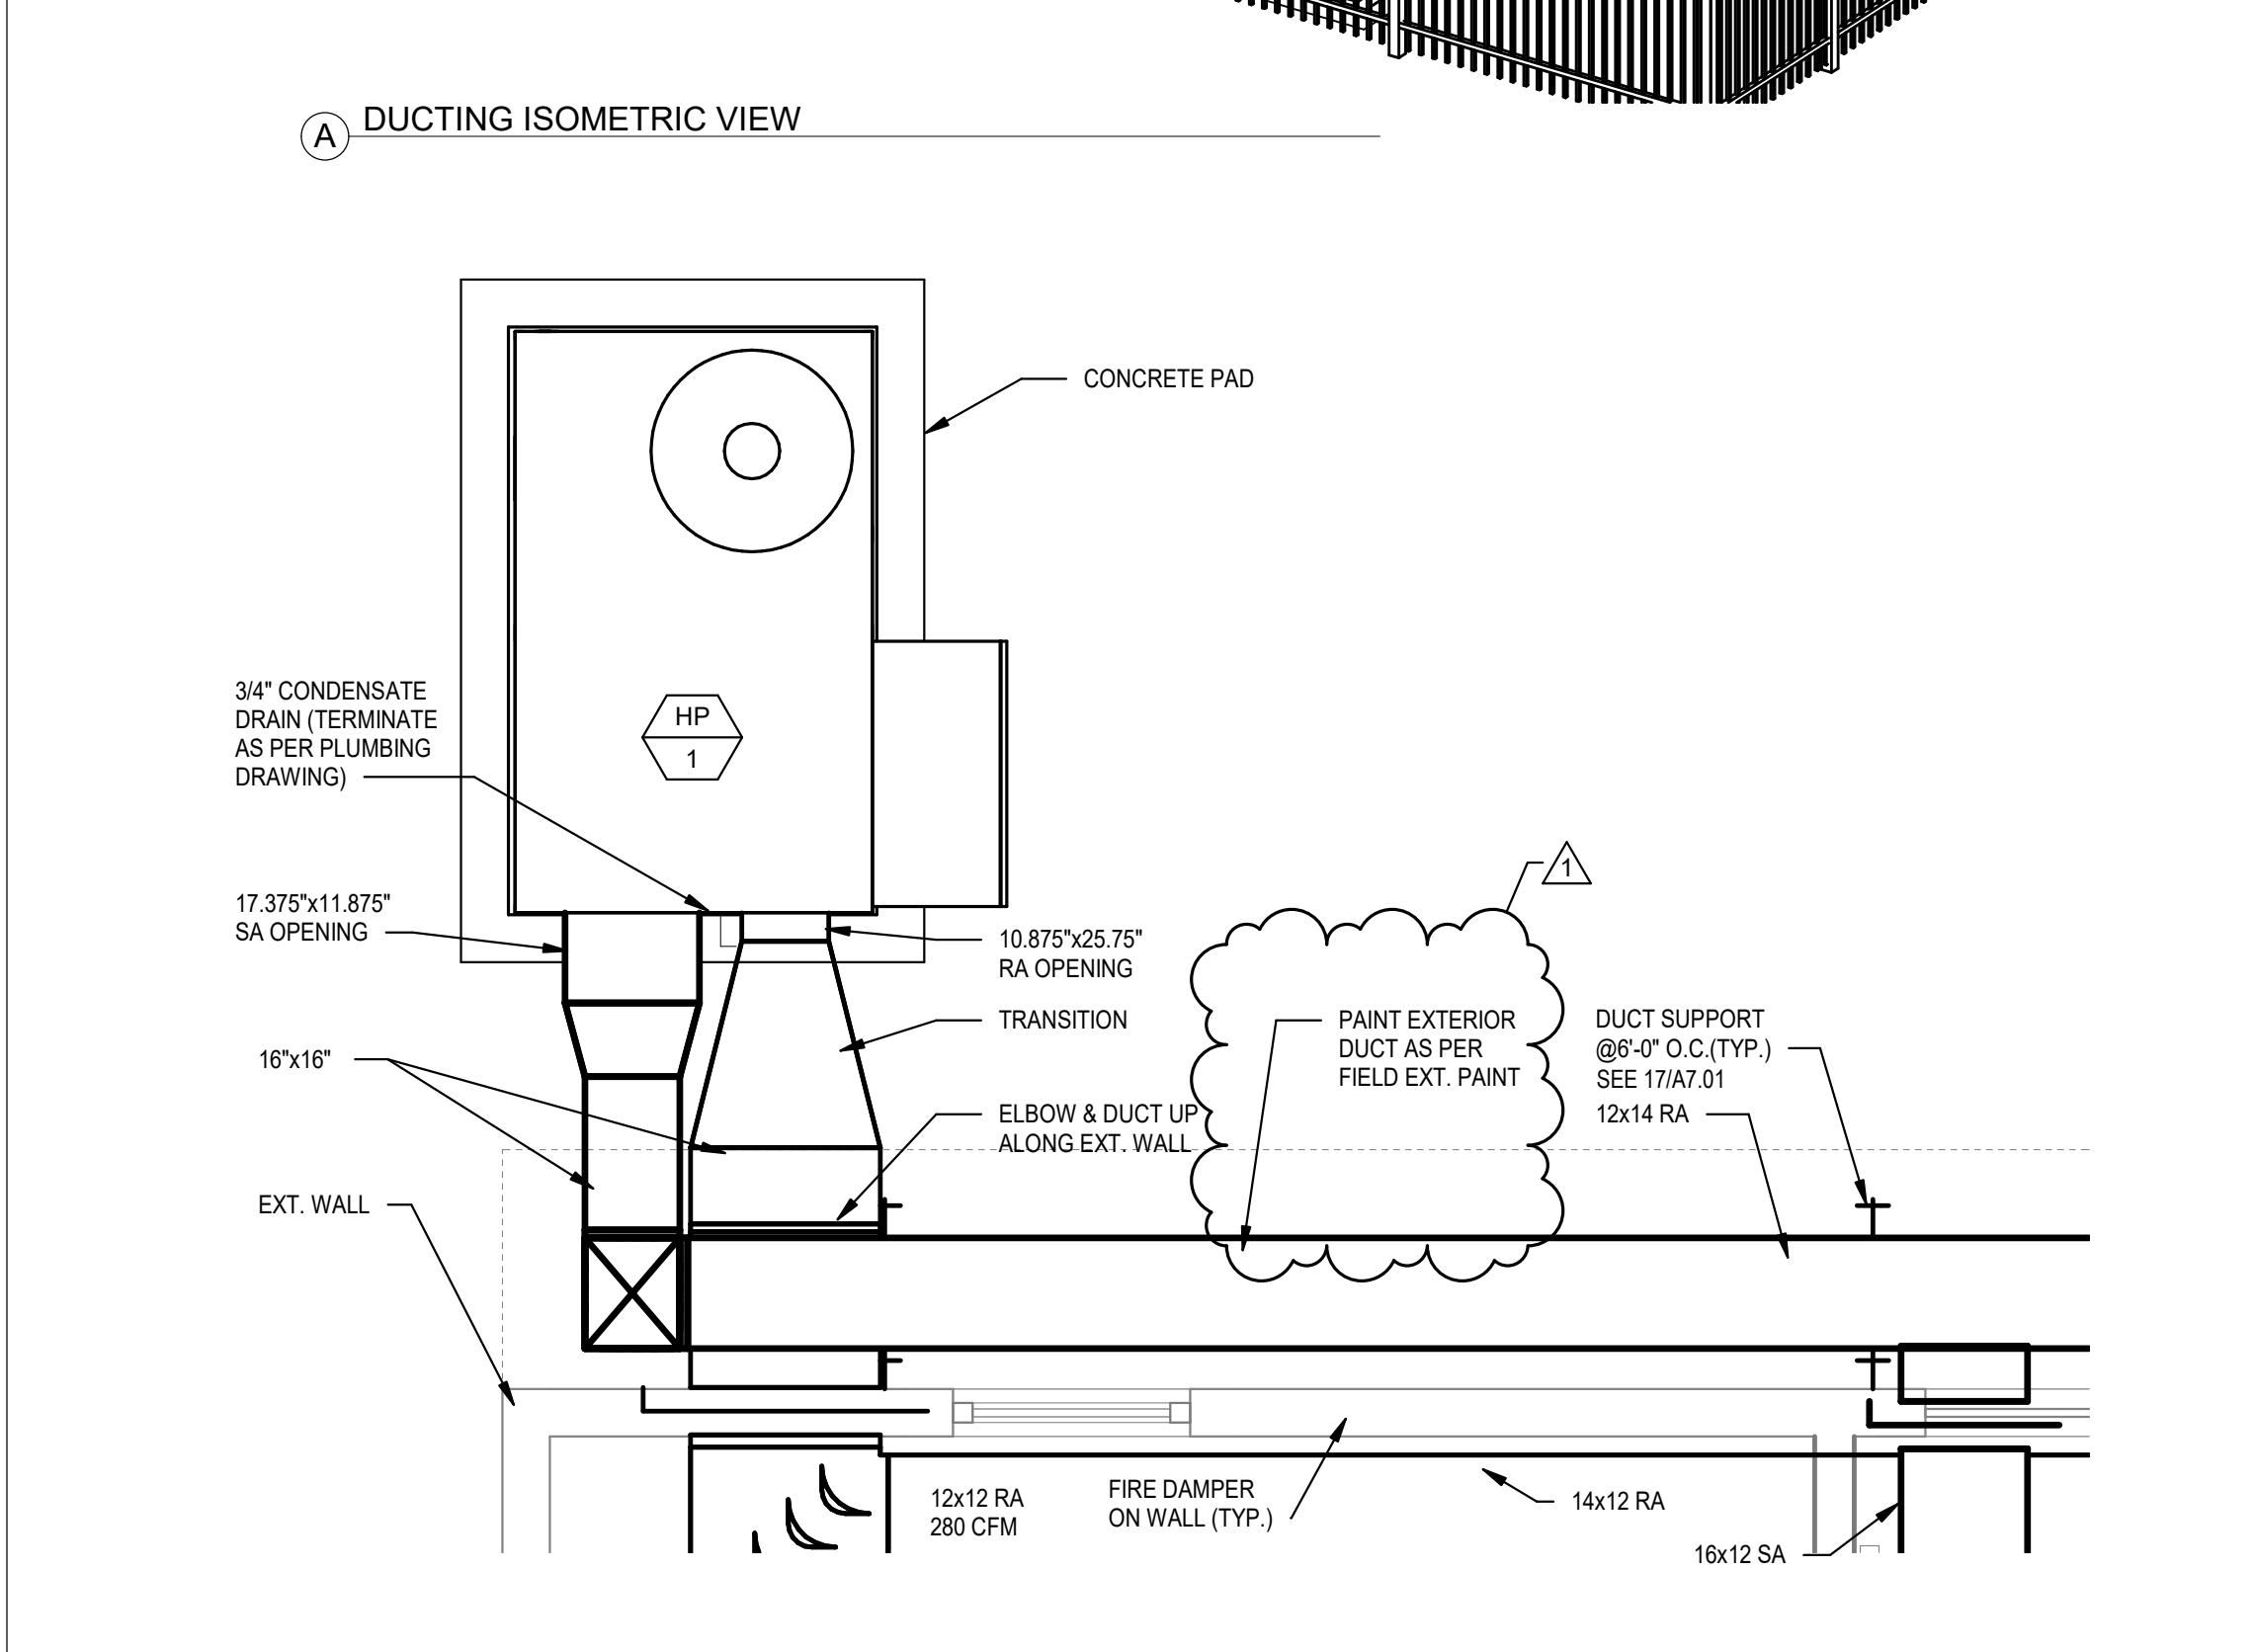 A
DUCTING ISOMETRIC VIEW
CONCRETE PAD
3/4" CONDENSATE
DRAIN (TERMINATE
AS PER PLUMBING
DRAWING)
HP
1
1
17.375"x11.875"
SA OPENING
10.875"x25.75"
RA OPENING
TRANSITION
16"x16"
ELBOW & DUCT UP
ALONG EXT. WALL
PAINT EXTERIOR
DUCT AS PER
FIELD EXT. PAINT
DUCT SUPPORT
@6'-0" O.C.(TYP.)
SEE 17/A7.01
12x14 RA
EXT. WALL
12x12 RA
280 CFM
FIRE DAMPER
ON WALL (TYP.)
14x12 RA
16x12 SA